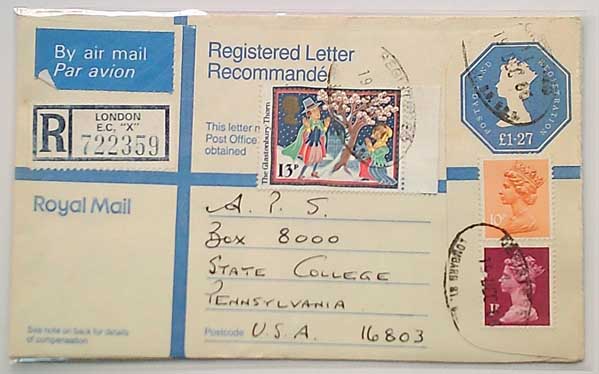 By air mail
Par avion
Registered Letter
Recommandé
POSTAGE AND REGISTRATION
£1·27
R
LONDON
E.C. "X"
722359
This letter m
Post Office
obtained
The Glastonbury Thorn
13P
Royal Mail
A. P. S.
Box 8000
STATE COLLEGE
PENNSYLVANIA
Postcode
U.S.A. 16803
10P
1P
LOMBARD ST.
See note on back for details
of compensation